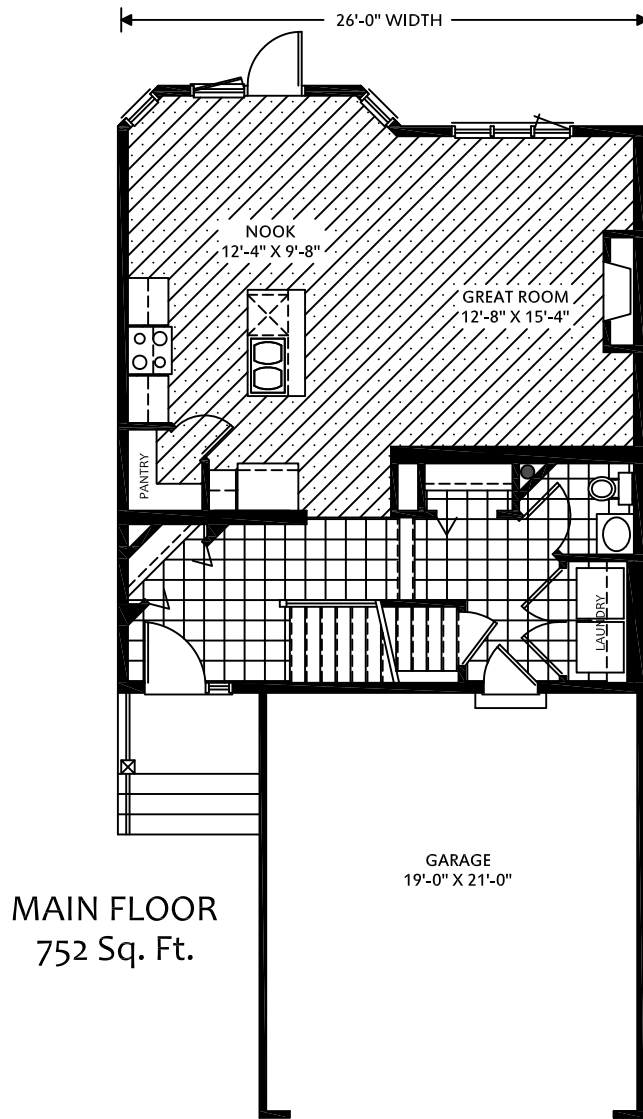 26'-0" WIDTH
NOOK
12'-4" X 9'-8"
GREAT ROOM
12'-8" X 15'-4"
PANTRY
LAUNDRY
GARAGE
19'-0" X 21'-0"
MAIN FLOOR
752 Sq. Ft.